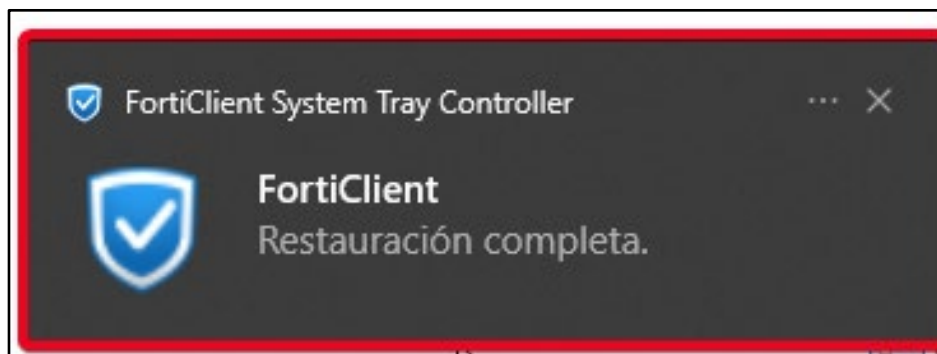 FortiClient System Tray Controller
FortiClient
Restauración completa.